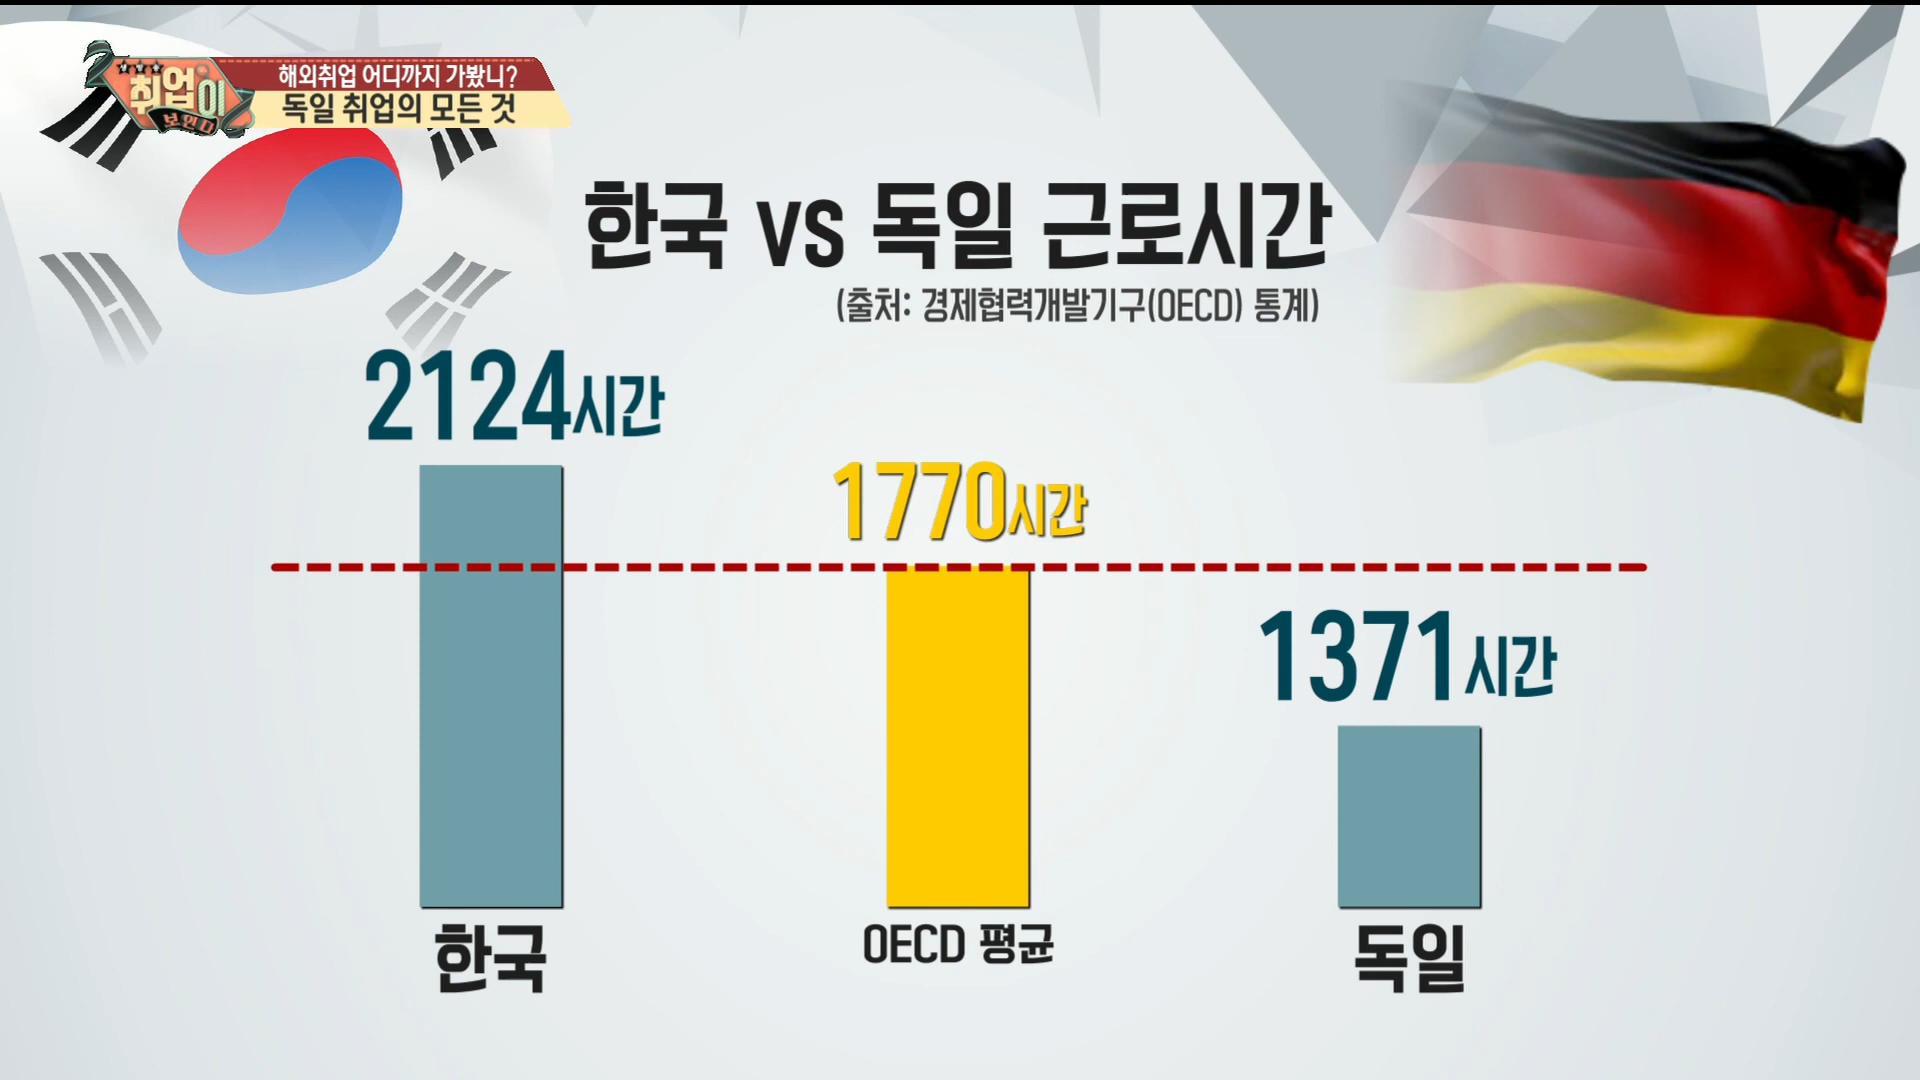 취업이
보인다
해외취업 어디까지 가봤니?
독일 취업의 모든 것
한국 vs 독일 근로시간
(출처: 경제협력개발기구(OECD) 통계)
2124시간
1770시간
1371시간
한국
OECD 평균
독일